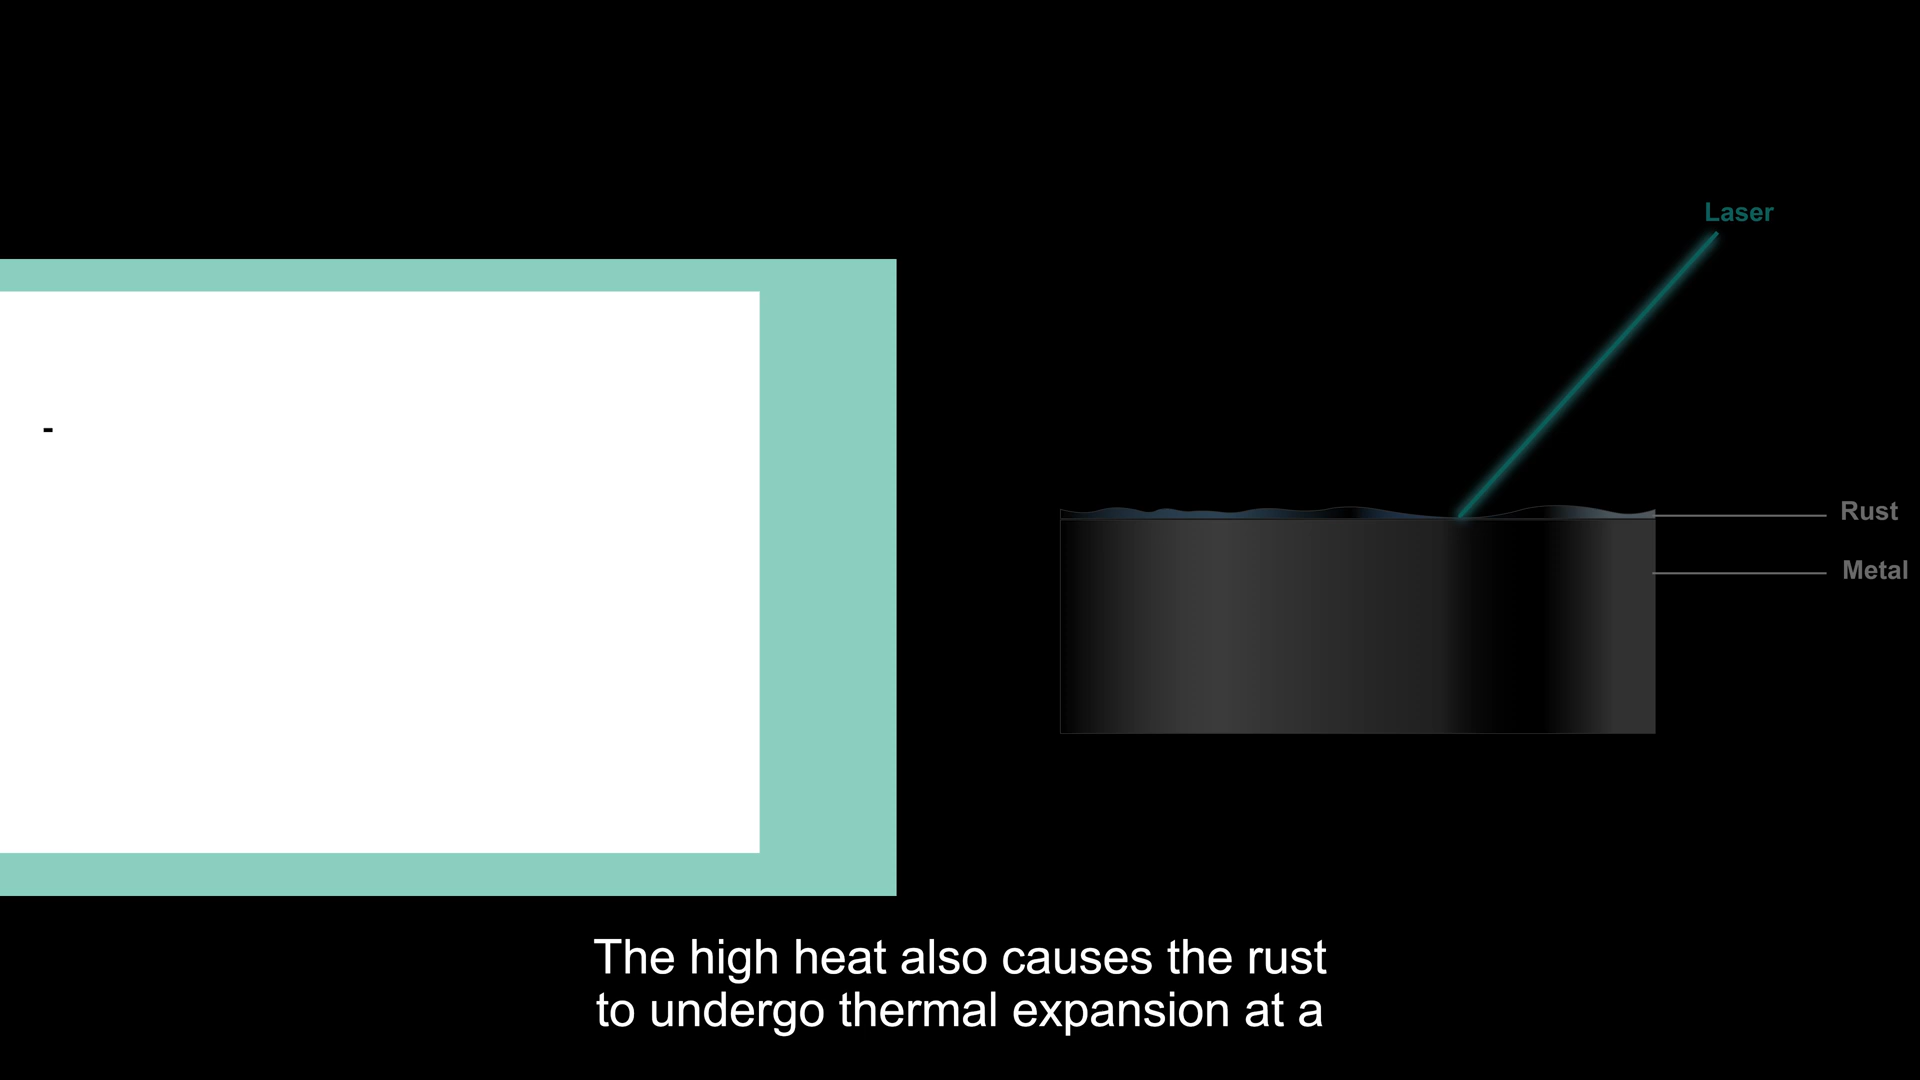 Laser
-
Rust
Metal
The high heat also causes the rust
to undergo thermal expansion at a